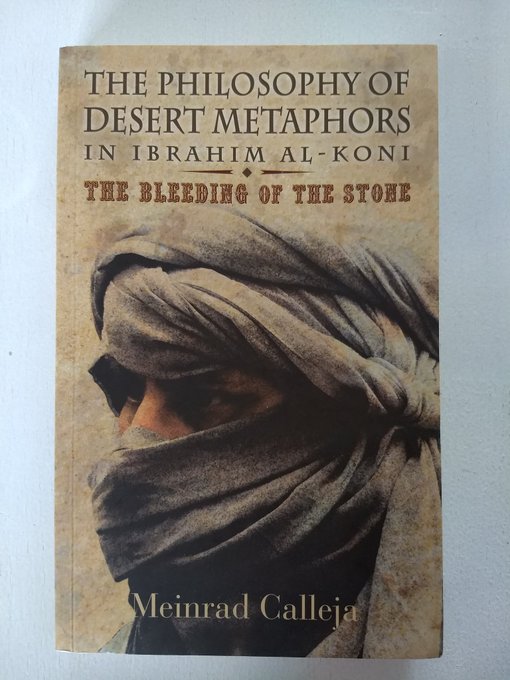 THE PHILOSOPHY OF
DESERT METAPHORS
IN IBRAHIM AL-KONI
THE BLEEDING OF THE STONE
Meinrad Calleja